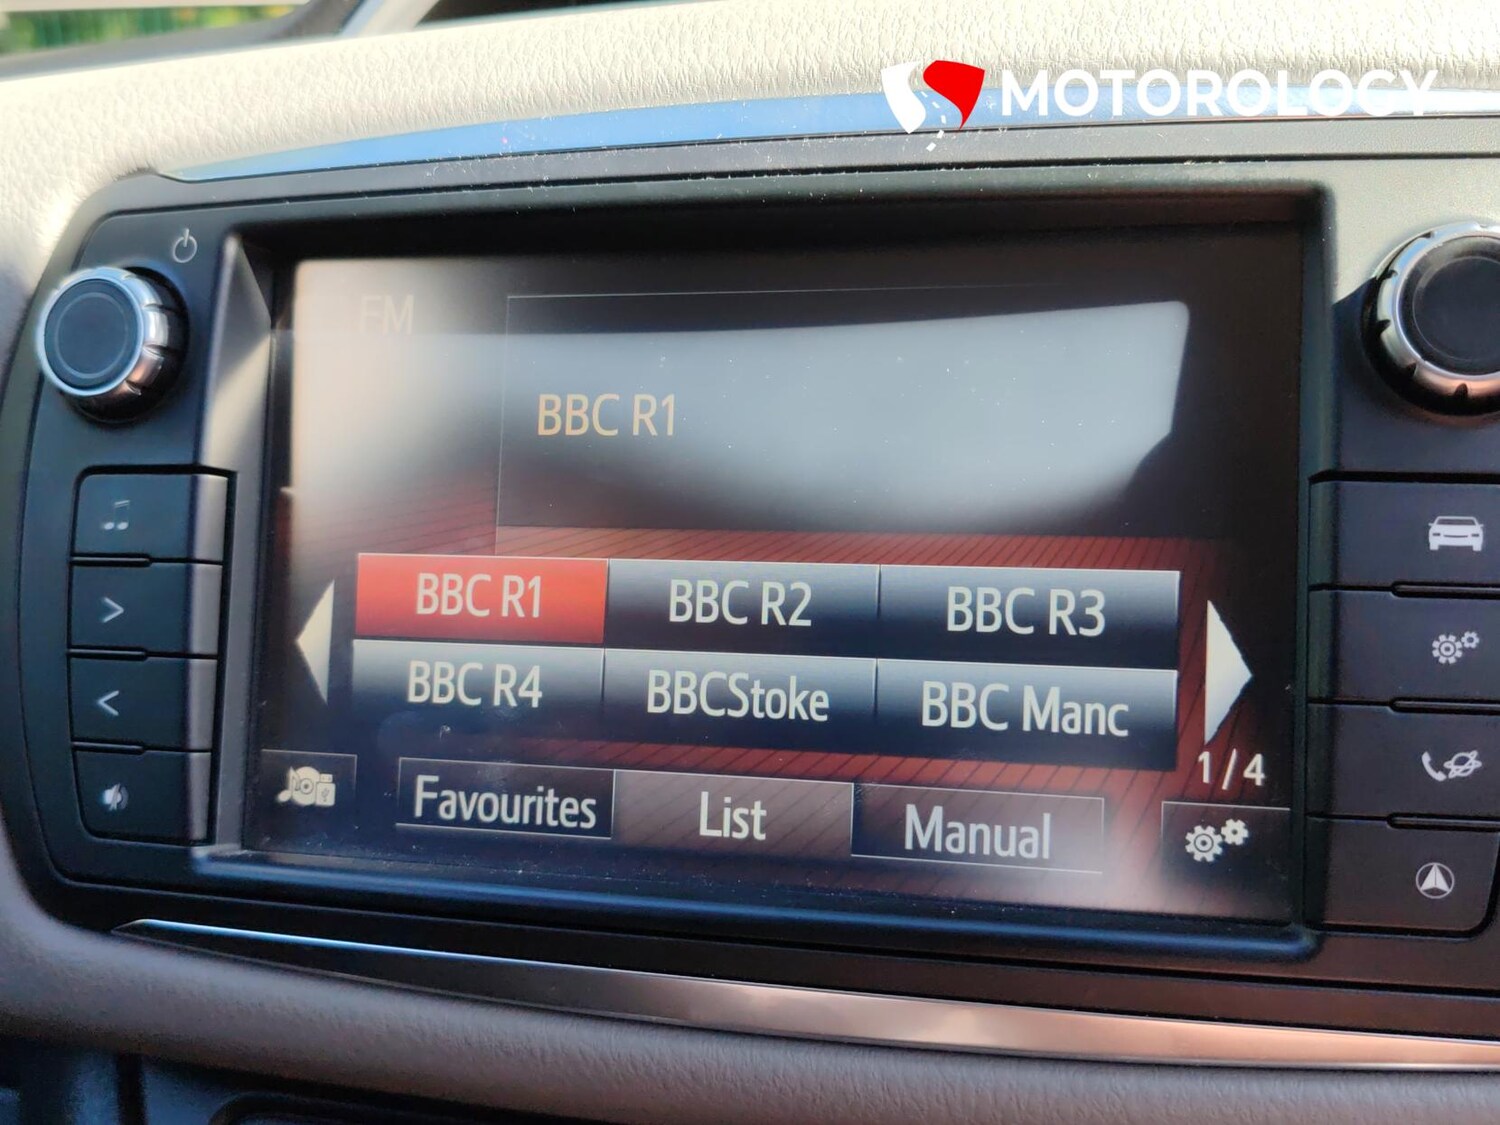 MOTOROLOGY
FM
BBC R1
BBC R1 BBC R2 BBC R3
BBC R4 BBCStoke BBC Manc
1/4
Favourites List Manual